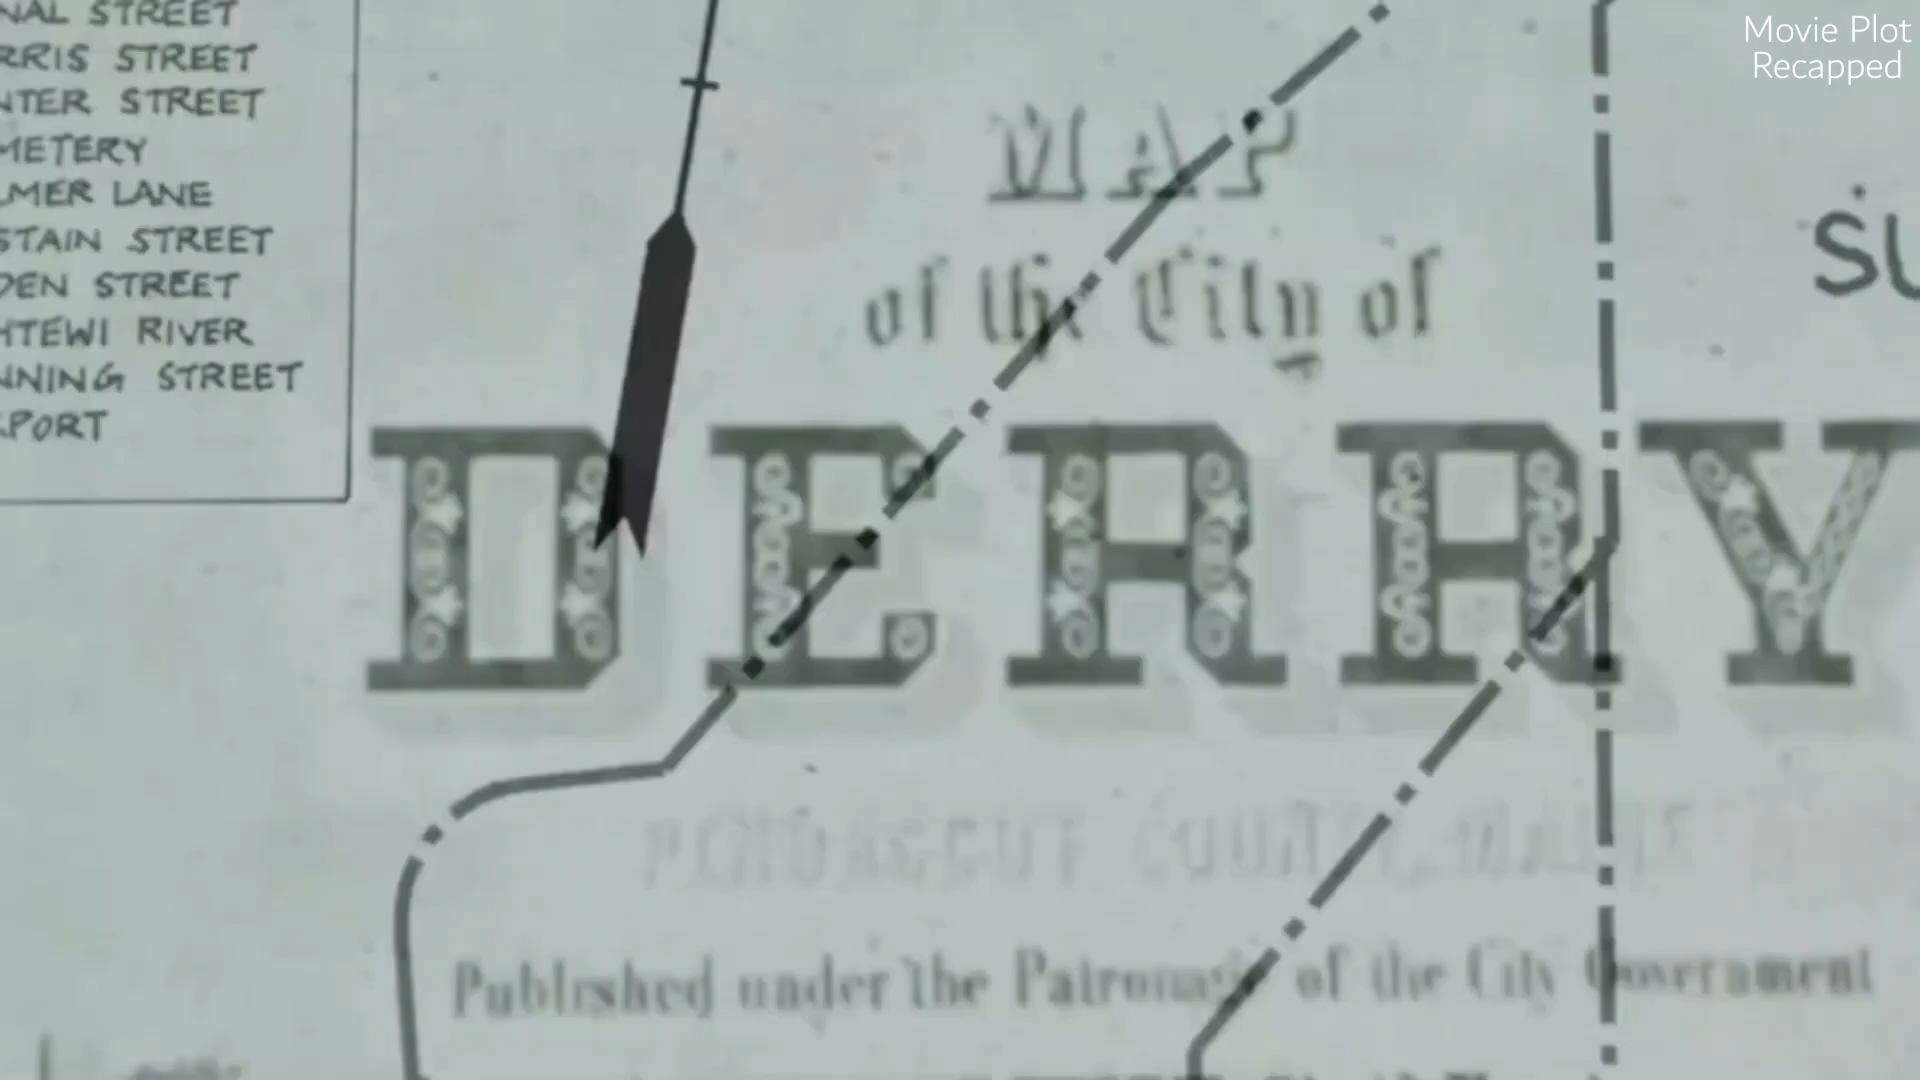 NAL STREET
RRIS STREET
NTER STREET
METERY
LMER LANE
STAIN STREET
DEN STREET
HTEWI RIVER
NNING STREET
PORT
MAP
of the City of
DERRY
Published under the Patronage of the City Government
SU
Movie Plot
Recapped